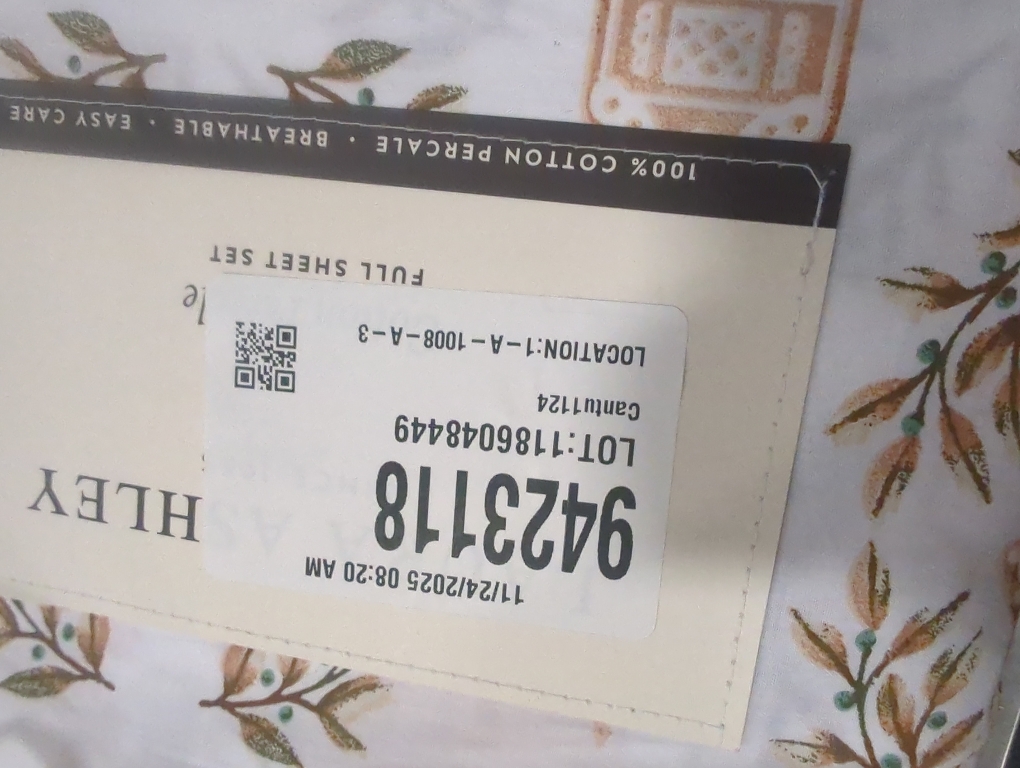 11/24/2025 08:20 AM
9423118
LOT:1186048449
Cantu1124
LOCATION:1-A-1008-A-3
HLEY
FULL SHEET SET
100% COTTON PERCALE • BREATHABLE • EASY CARE